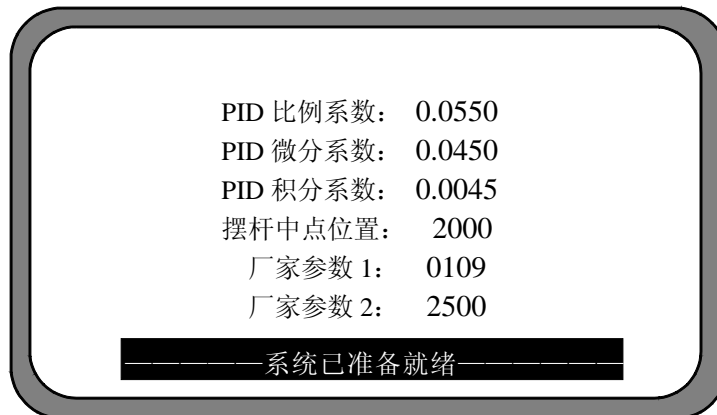 PID 比例系数： 0.0550
PID 微分系数： 0.0450
PID 积分系数： 0.0045
摆杆中点位置： 2000
厂家参数 1： 0109
厂家参数 2： 2500
——————系统已准备就绪——————